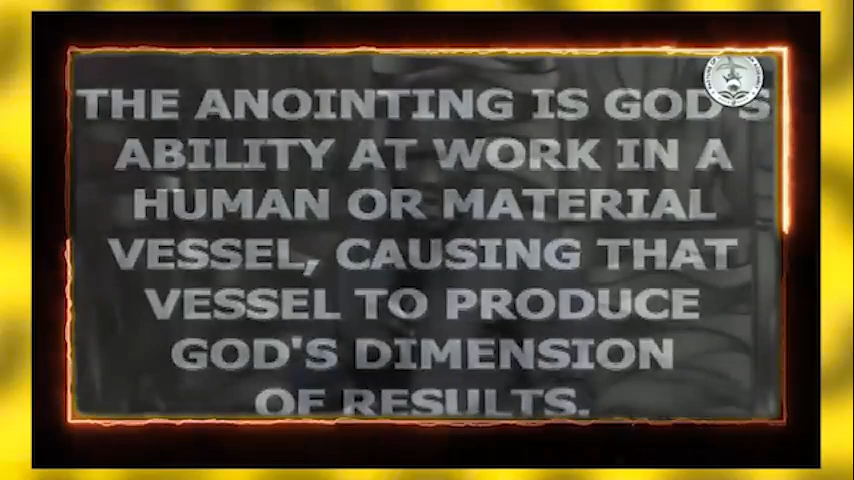 THE ANOINTING IS GOD'S
ABILITY AT WORK IN A
HUMAN OR MATERIAL
VESSEL, CAUSING THAT
VESSEL TO PRODUCE
GOD'S DIMENSION
OF RESULTS.